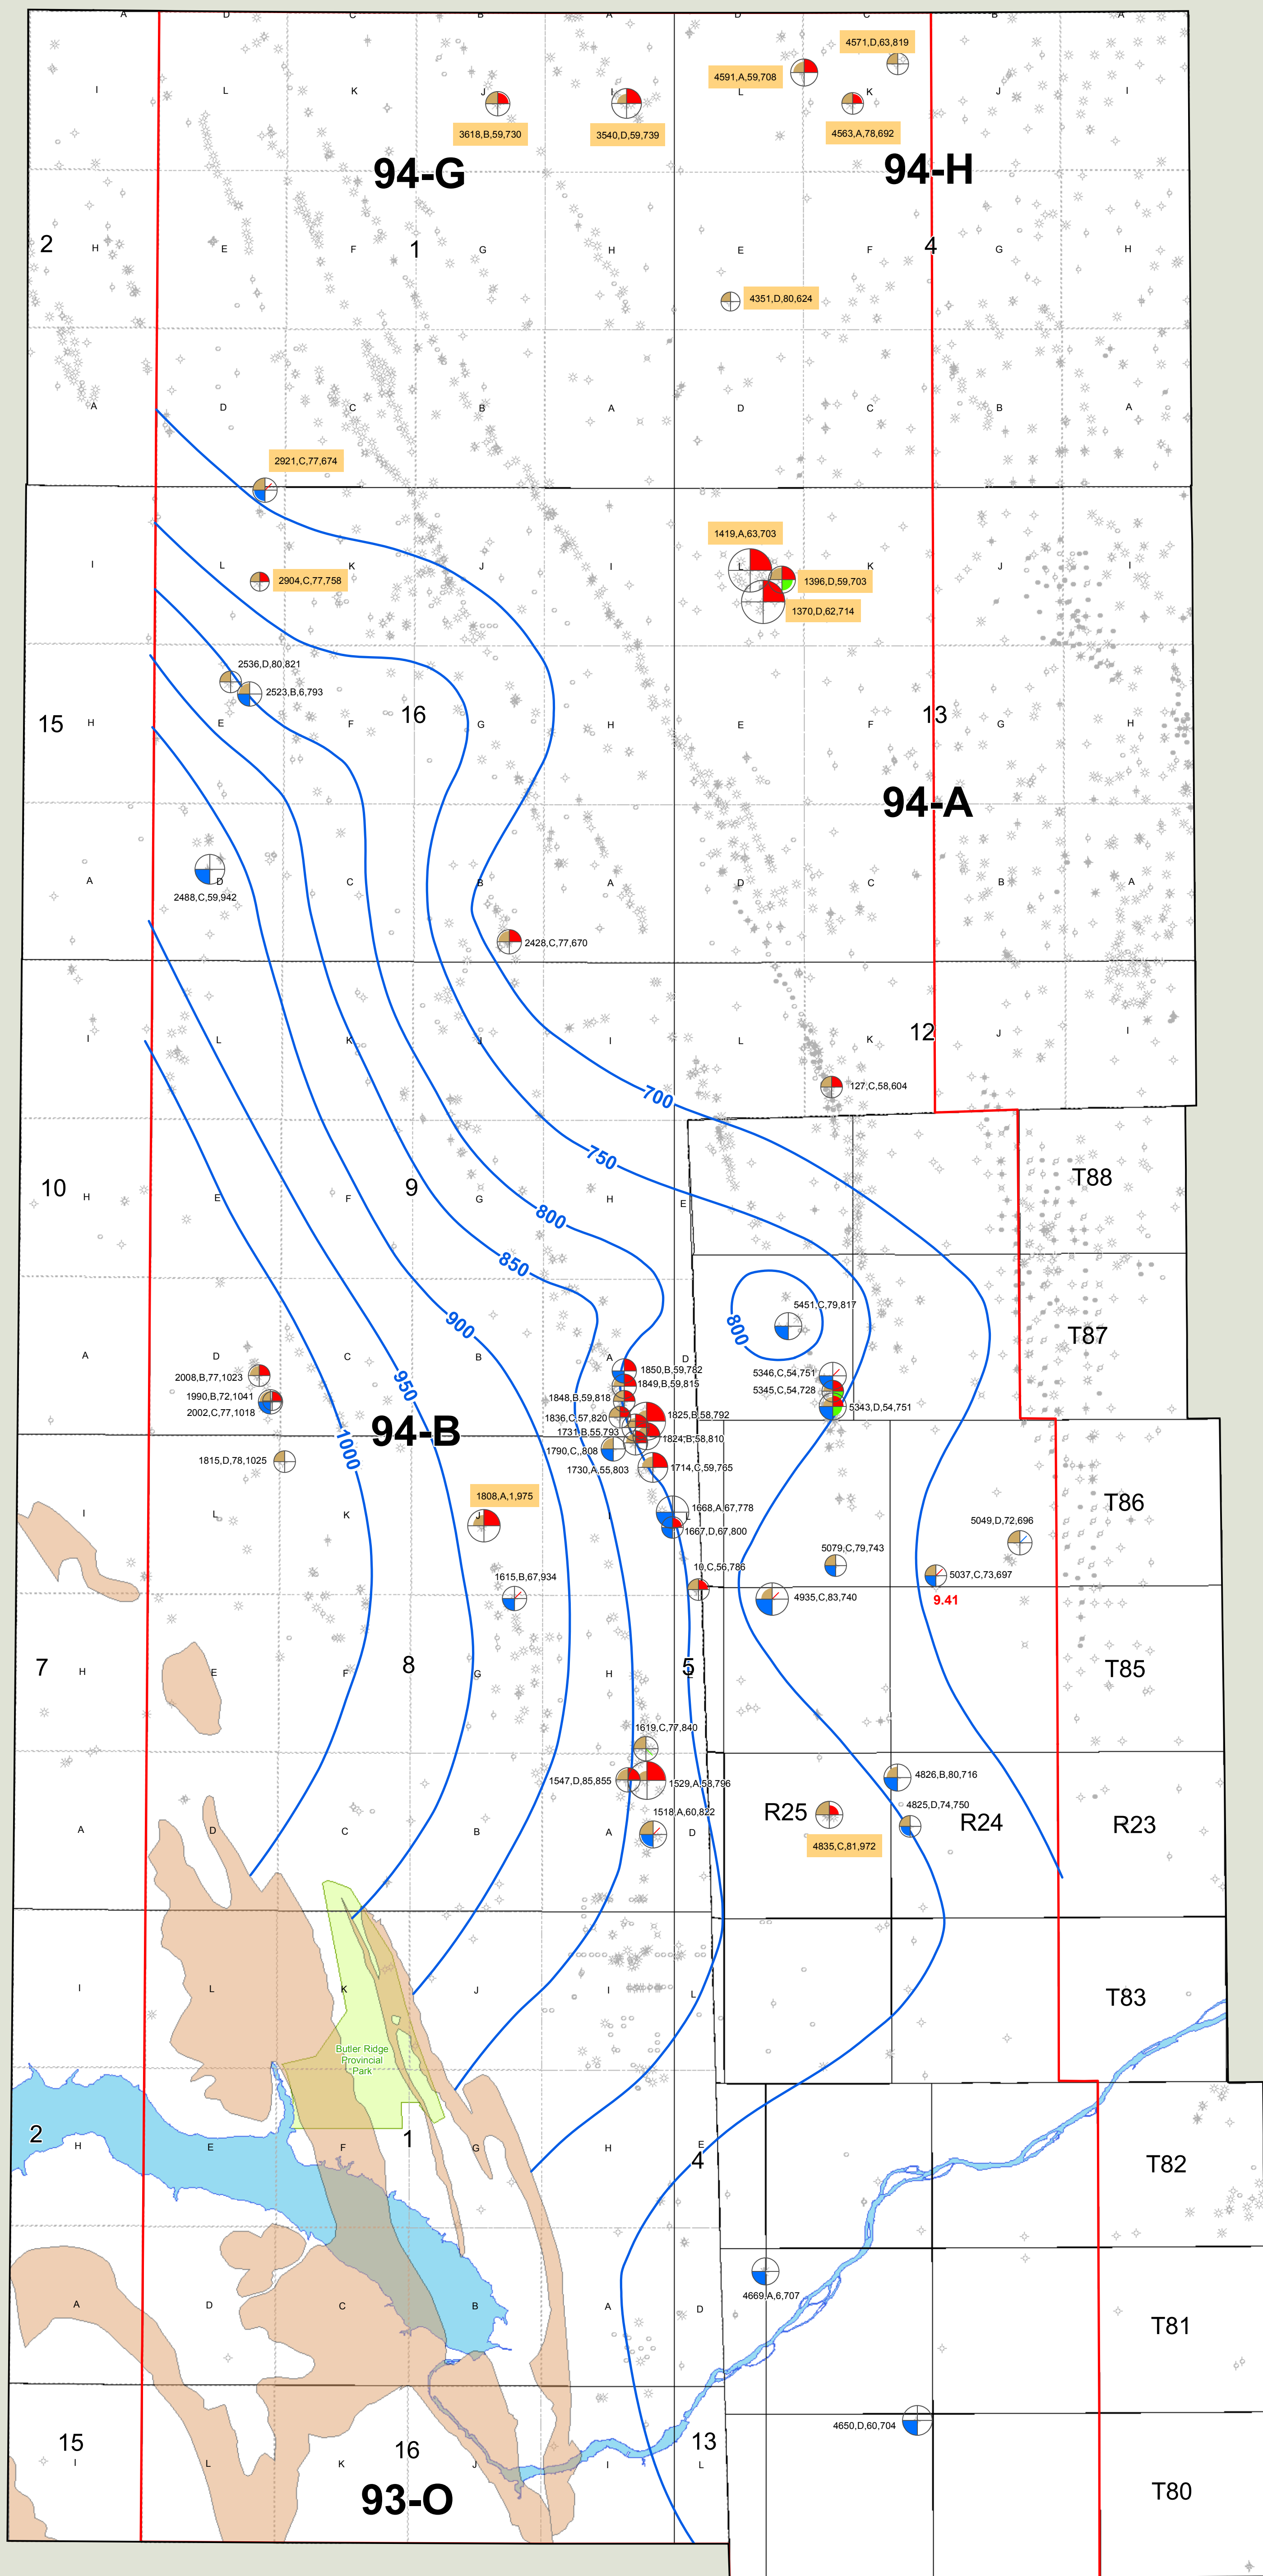 A
D
C
B
A
D
C
B
A
4571,D,63,819
4591,A,59,708
I
L
K
J
I
L
K
J
I
3618,B,59,730
3540,D,59,739
4563,A,78,692
94-G
94-H
2
H
E
F
1
G
H
E
F
4
G
H
4351,D,80,624
A
D
C
B
A
D
C
B
A
2921,C,77,674
1419,A,63,703
I
L
K
J
I
L
K
J
I
2904,C,77,758
1396,D,59,703
1370,D,62,714
2536,D,80,821
2523,B,6,793
15
H
E
F
16
G
H
E
F
13
G
H
94-A
A
D
C
B
A
D
C
B
A
2488,C,59,942
2428,C,77,670
I
L
K
J
I
L
K
12
J
I
127,C,58,604
700
750
T88
10
H
E
F
9
G
H
E
800
850
900
5451,C,79,817
800
T87
A
D
C
B
A
D
2008,B,77,1023
1990,B,72,1041
2002,C,77,1018
950
94-B
1000
1850,B,59,782
1849,B,59,815
1848,B,59,818
1836,C,57,820
1825,B,58,792
1731,B,55,793
1824,B,58,810
1790,C,,808
1730,A,55,803
1714,C,59,765
5346,C,54,751
5345,C,54,728
5343,D,54,751
1815,D,78,1025
1808,A,1,975
I
L
K
J
I
L
1668,A,67,778
1667,D,67,800
T86
5049,D,72,696
5079,C,79,743
5037,C,73,697
9.41
1615,B,67,934
10,C,56,786
4935,C,83,740
7
H
E
F
8
G
H
5
E
T85
1619,C,77,840
1547,D,85,855
1529,A,58,796
1518,A,60,822
4826,B,80,716
4825,D,74,750
R25
R24
R23
4835,C,81,972
A
D
C
B
A
D
I
L
K
J
I
L
T83
Butler Ridge
Provincial
Park
2
H
E
F
1
G
H
E
4
T82
4669,A,6,707
A
D
C
B
A
D
T81
4650,D,60,704
15
I
L
K
16
J
I
13
L
93-O
T80